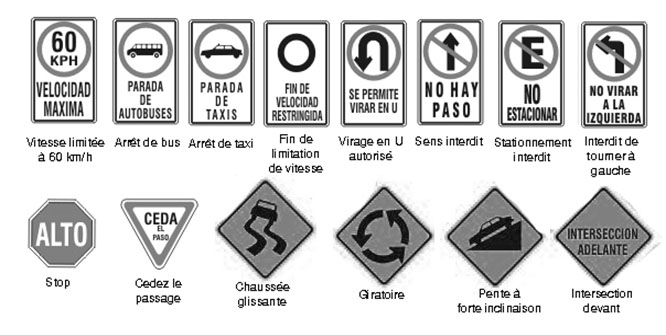 60
KPH
VELOCIDAD
MAXIMA
PARADA
DE
AUTOBUSES
PARADA
DE
TAXIS
FIN DE
VELOCIDAD
RESTRINGIDA
SE PERMITE
VIRAR EN U
NO HAY
PASO
E
NO
ESTACIONAR
NO VIRAR
A LA
IZQUIERDA
Vitesse limitée
à 60 km/h
Arrêt de bus
Arrêt de taxi
Fin de
limitation
de vitesse
Virage en U
autorisé
Sens interdit
Stationnement
interdit
Interdit de
tourner à
gauche
ALTO
CEDA
EL
PASO
INTERSECCION
ADELANTE
Stop
Cedez le
passage
Chaussée
glissante
Giratoire
Pente à
forte inclinaison
Intersection
devant